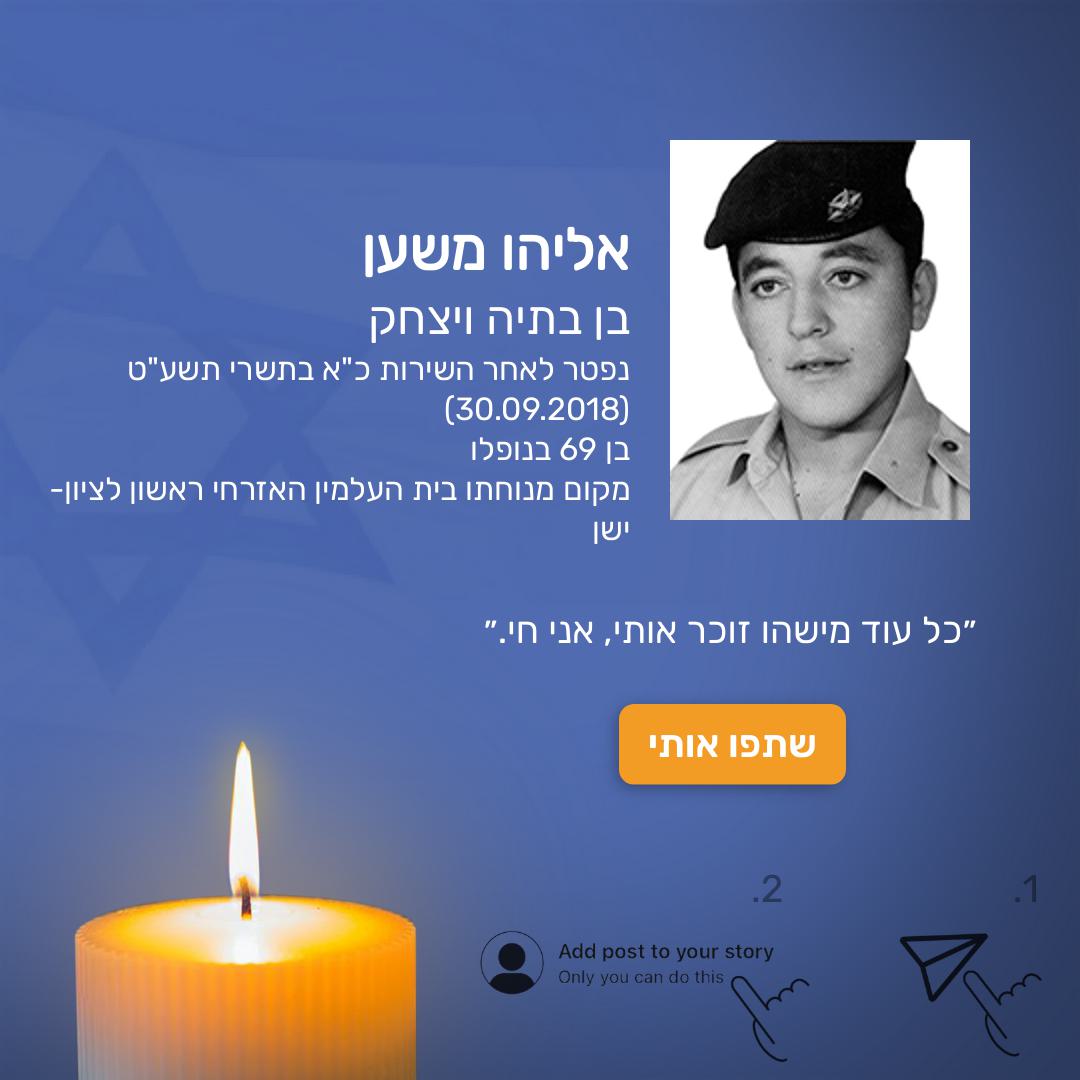 אליהו משען
בן בתיה ויצחק
נפטר לאחר השירות כ"א בתשרי תשע"ט
(30.09.2018)
בן 69 בנופלו
מקום מנוחתו בית העלמין האזרחי ראשון לציון-
ישן
״כל עוד מישהו זוכר אותי, אני חי.״
שתפו אותי
.1
.2
Add post to your story
Only you can do this